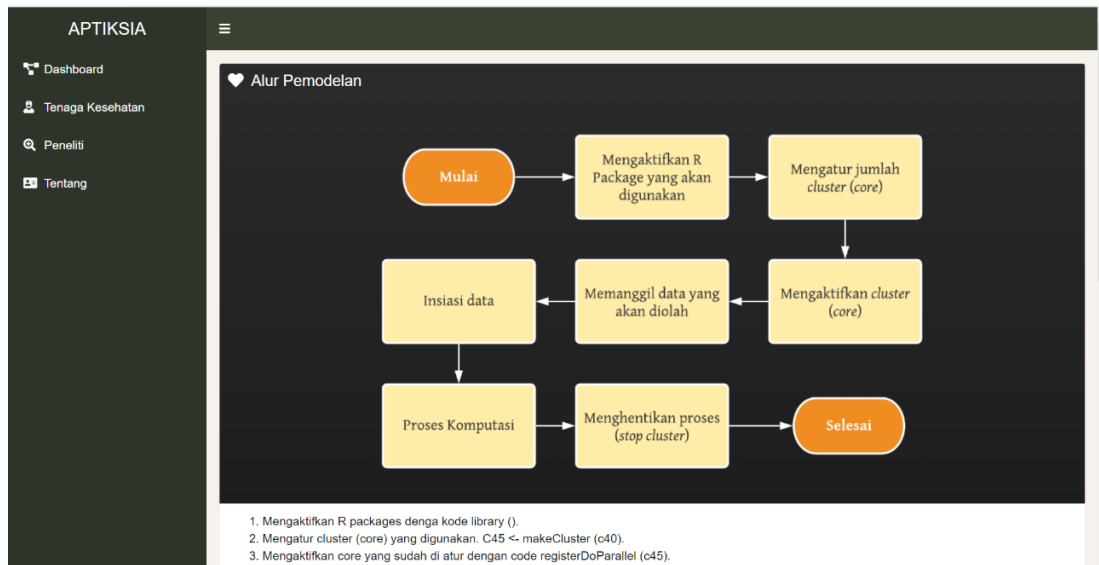 APTIKSIA
Dashboard
Tenaga Kesehatan
Peneliti
Tentang
Alur Pemodelan
Mulai
Mengaktifkan R
Package yang akan
digunakan
Mengatur jumlah
cluster (core)
Mengaktifkan cluster
(core)
Memanggil data yang
akan diolah
Insiasi data
Proses Komputasi
Menghentikan proses
(stop cluster)
Selesai
1. Mengaktifkan R packages denga kode library ().
2. Mengatur cluster (core) yang digunakan. C45 <- makeCluster (c40).
3. Mengaktifkan core yang sudah di atur dengan code registerDoParallel (c45).